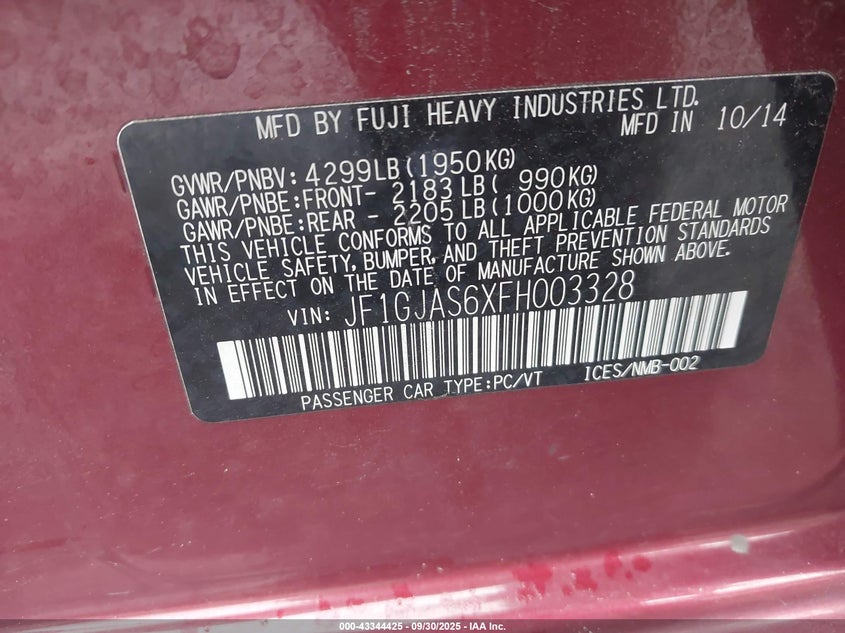 MFD BY FUJI HEAVY INDUSTRIES LTD.
MFD IN 10/14
GVWR/PNBV: 4299LB(1950KG)
GAWR/PNBE:FRONT- 2183LB( 990KG)
GAWR/PNBE:REAR - 2205LB(1000KG)
THIS VEHICLE CONFORMS TO ALL APPLICABLE FEDERAL MOTOR
VEHICLE SAFETY, BUMPER, AND THEFT PREVENTION STANDARDS
IN EFFECT ON THE DATE OF MANUFACTURE SHOWN ABOVE.
VIN: JF1GJAS6XFH003328
PASSENGER CAR TYPE:PC/VT ICES/NMB-002
000-43344425 - 09/30/2025 - IAA Inc.